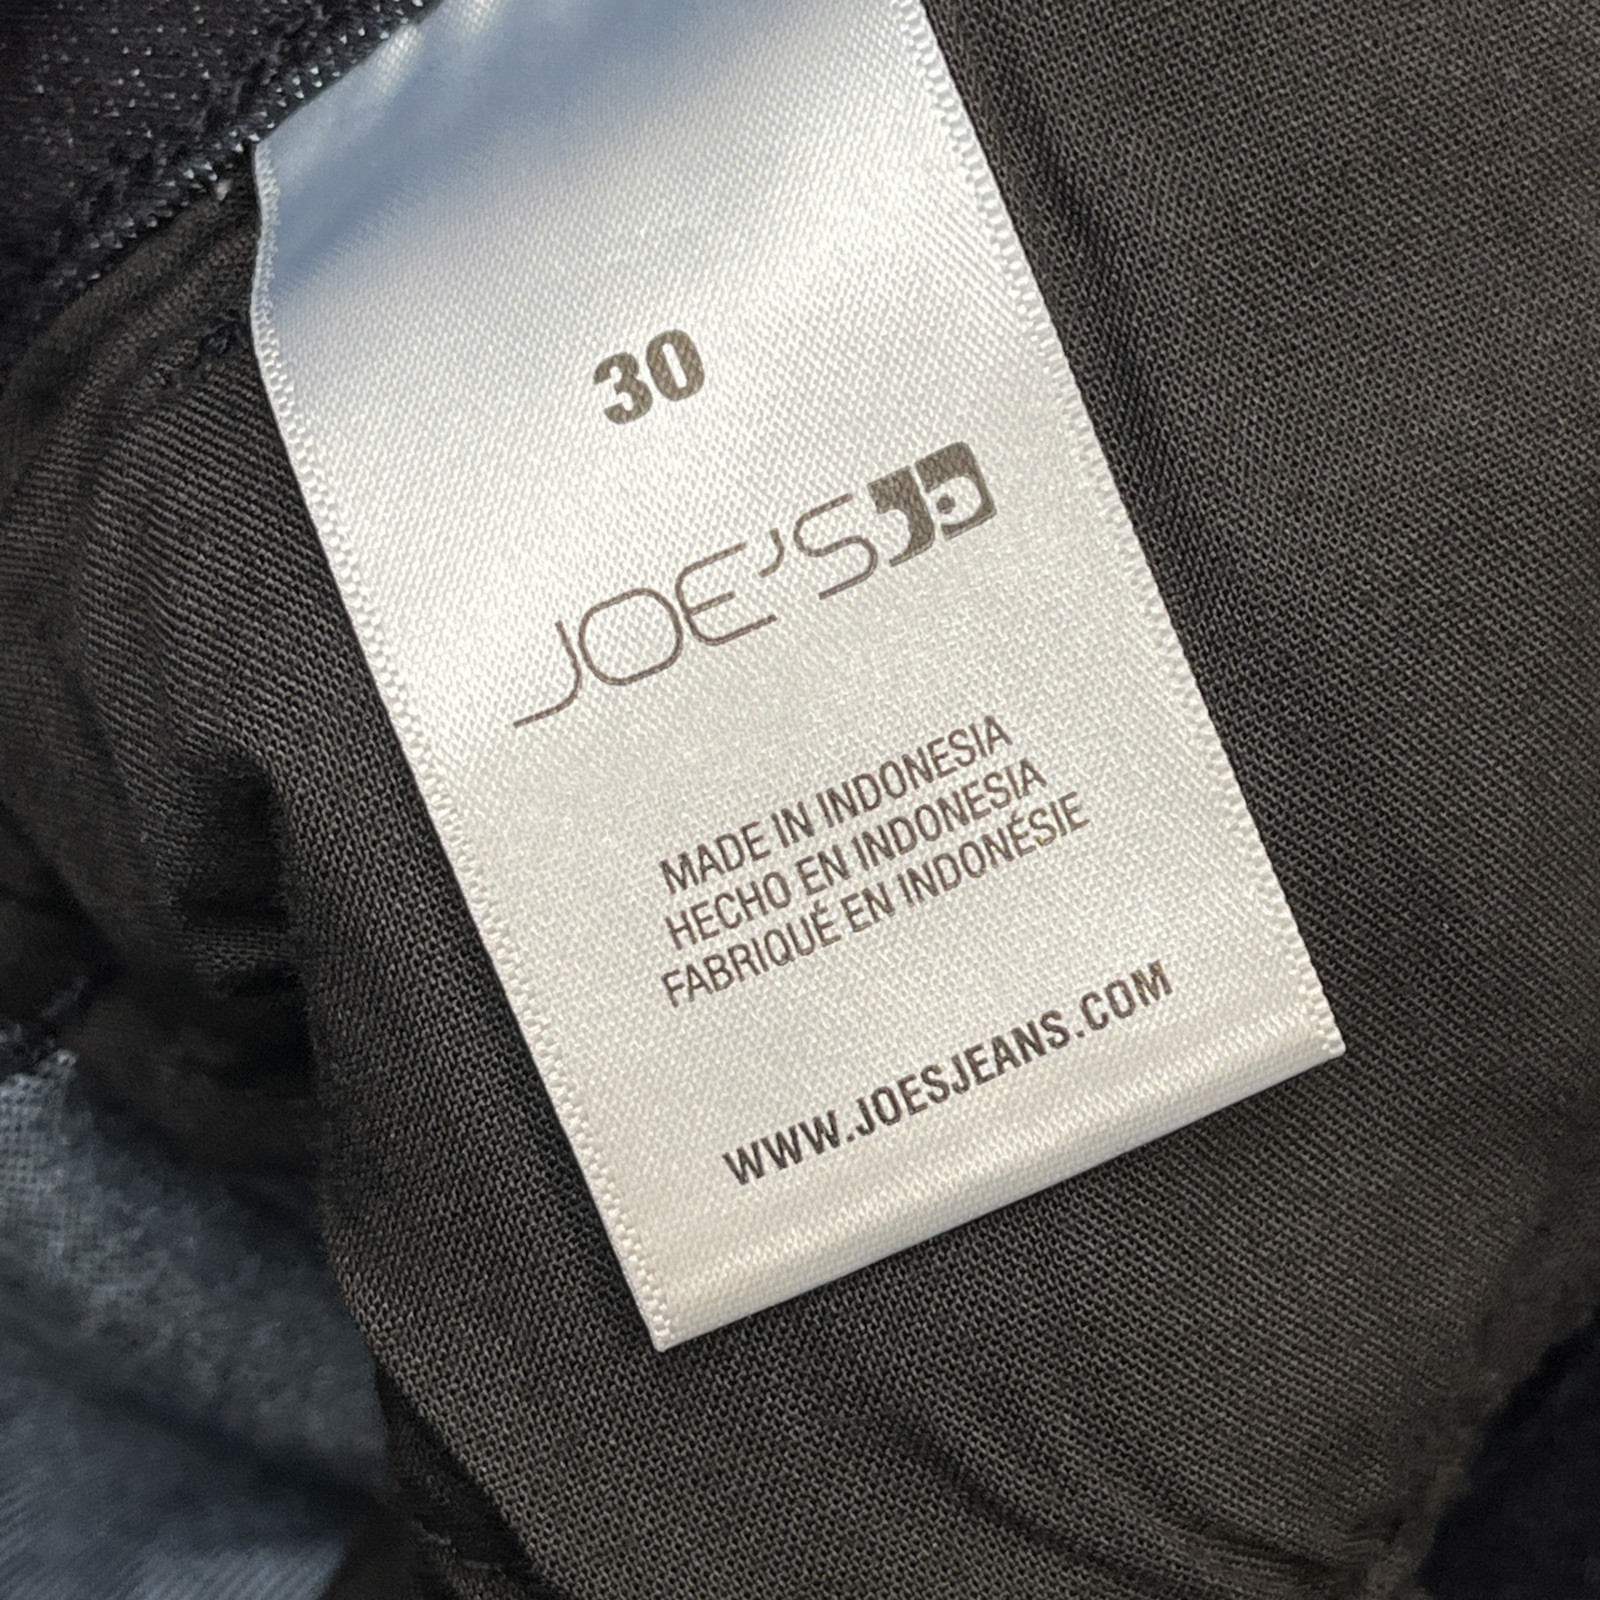 30
JOE'S
MADE IN INDONESIA
HECHO EN INDONESIA
FABRIQUÉ EN INDONÉSIE
WWW.JOESJEANS.COM